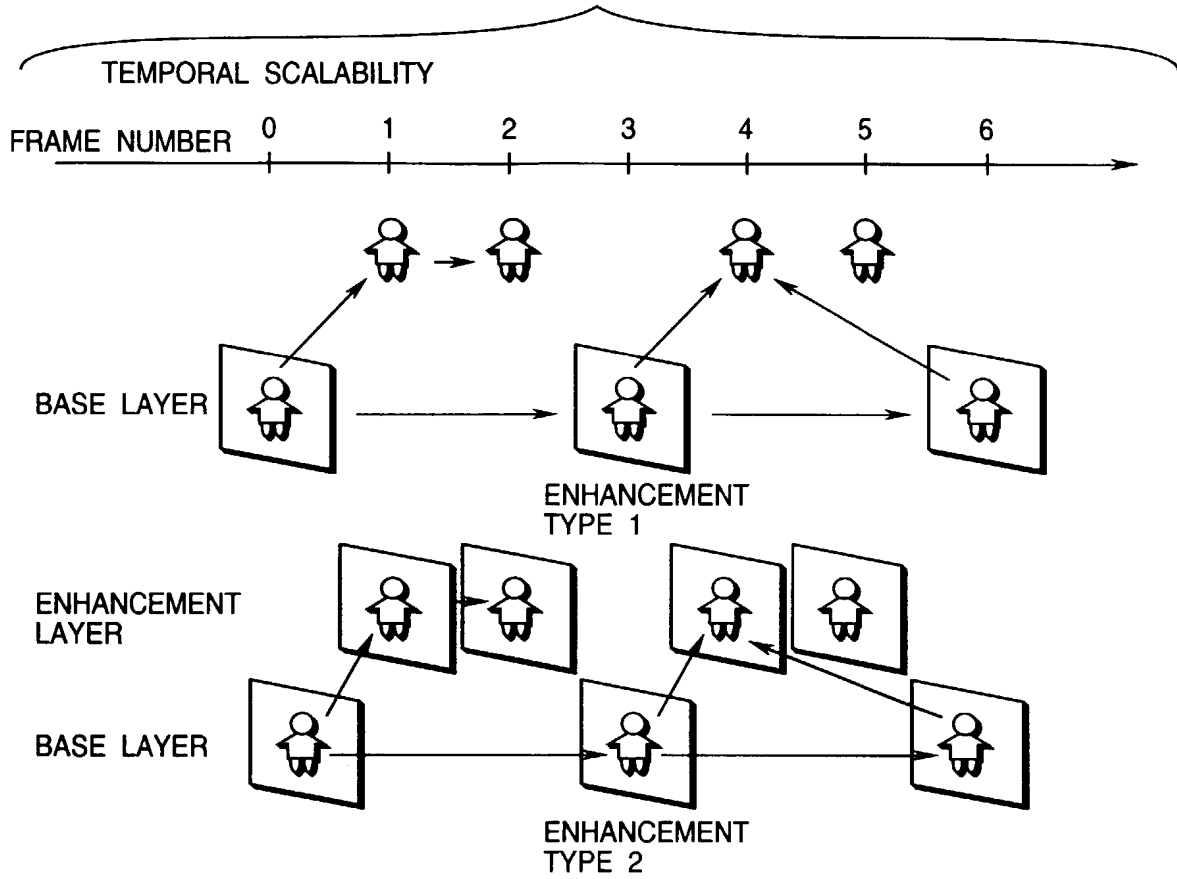 TEMPORAL SCALABILITY
FRAME NUMBER 0 1 2 3 4 5 6
BASE LAYER
ENHANCEMENT
TYPE 1
ENHANCEMENT
LAYER
BASE LAYER
ENHANCEMENT
TYPE 2